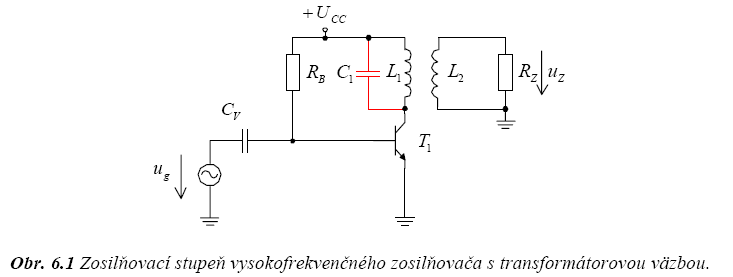 +U_CC
R_B C_1 L_1 L_2 R_Z u_Z
C_V
T_1
u_g
Obr. 6.1 Zosilňovací stupeň vysokofrekvenčného zosilňovača s transformátorovou väzbou.